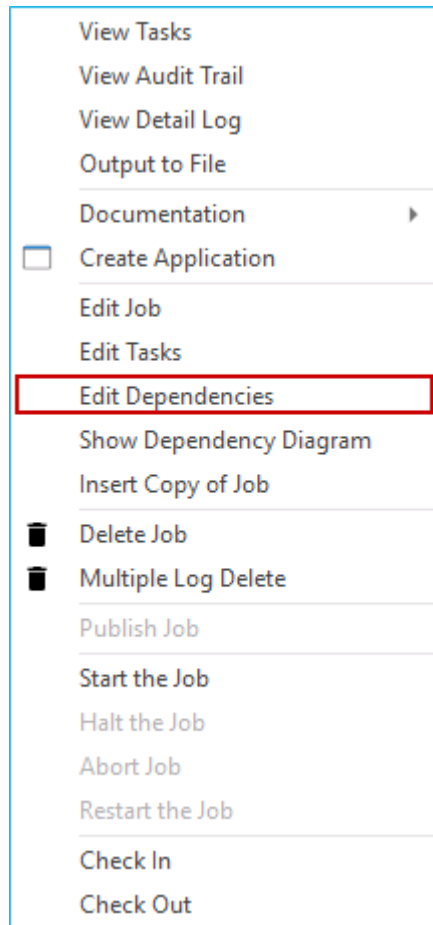 View Tasks
View Audit Trail
View Detail Log
Output to File
Documentation
Create Application
Edit Job
Edit Tasks
Edit Dependencies
Show Dependency Diagram
Insert Copy of Job
Delete Job
Multiple Log Delete
Publish Job
Start the Job
Halt the Job
Abort Job
Restart the Job
Check In
Check Out